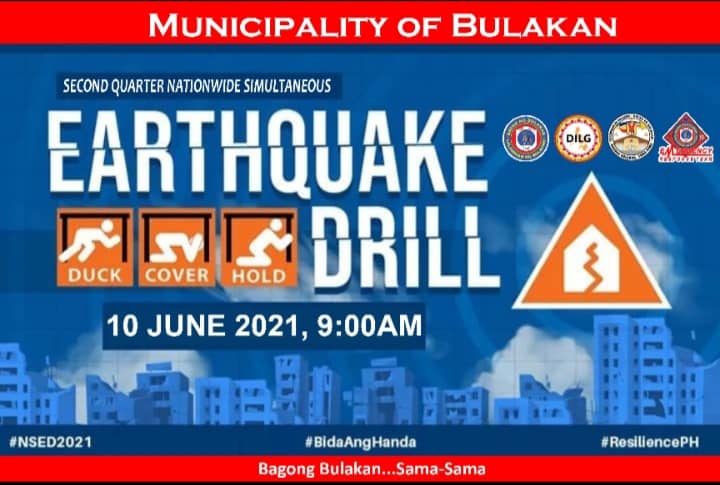 MUNICIPALITY OF BULAKAN
SECOND QUARTER NATIONWIDE SIMULTANEOUS
EARTHQUAKE
DRILL
DUCK COVER HOLD
DILG
EMERGENCY
10 JUNE 2021, 9:00AM
#NSED2021 #BidaAngHanda #ResiliencePH
Bagong Bulakan...Sama-Sama